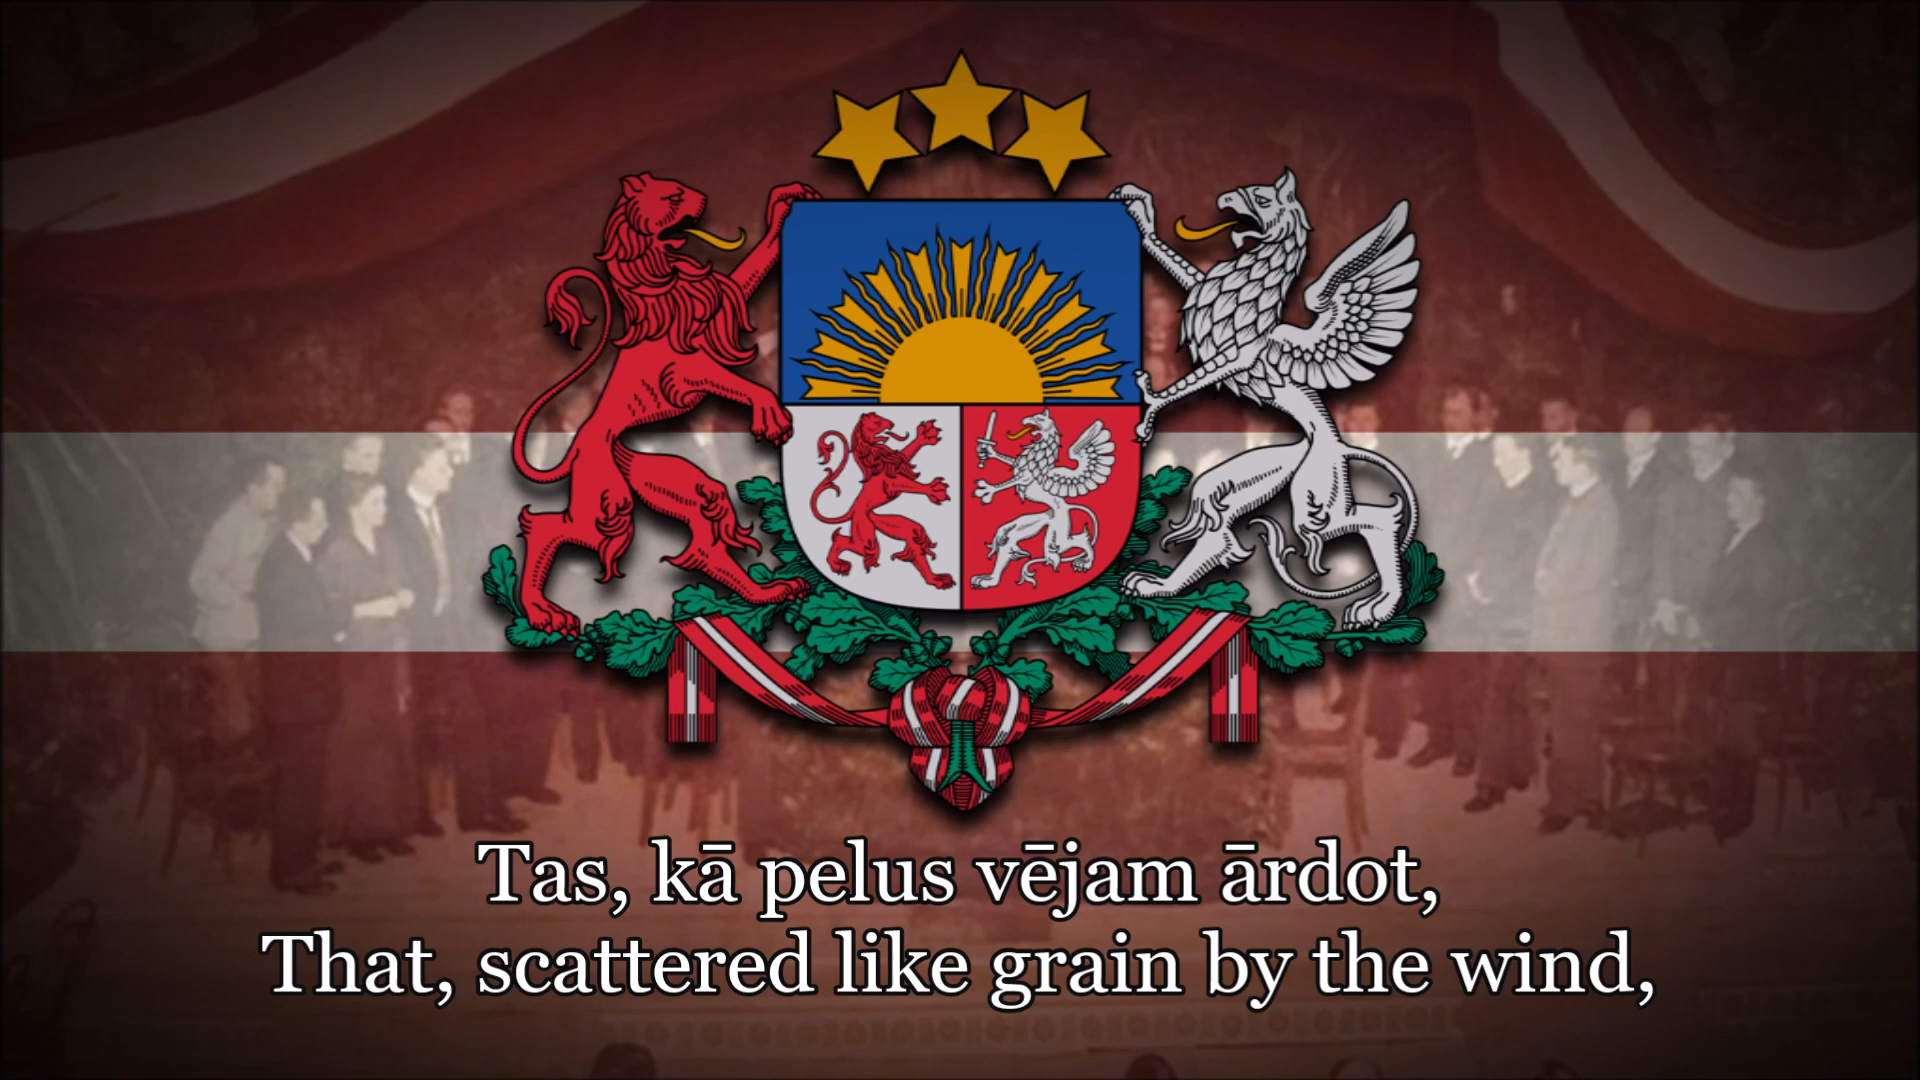 Tas, kā pelus vējam ārdot,
That, scattered like grain by the wind,